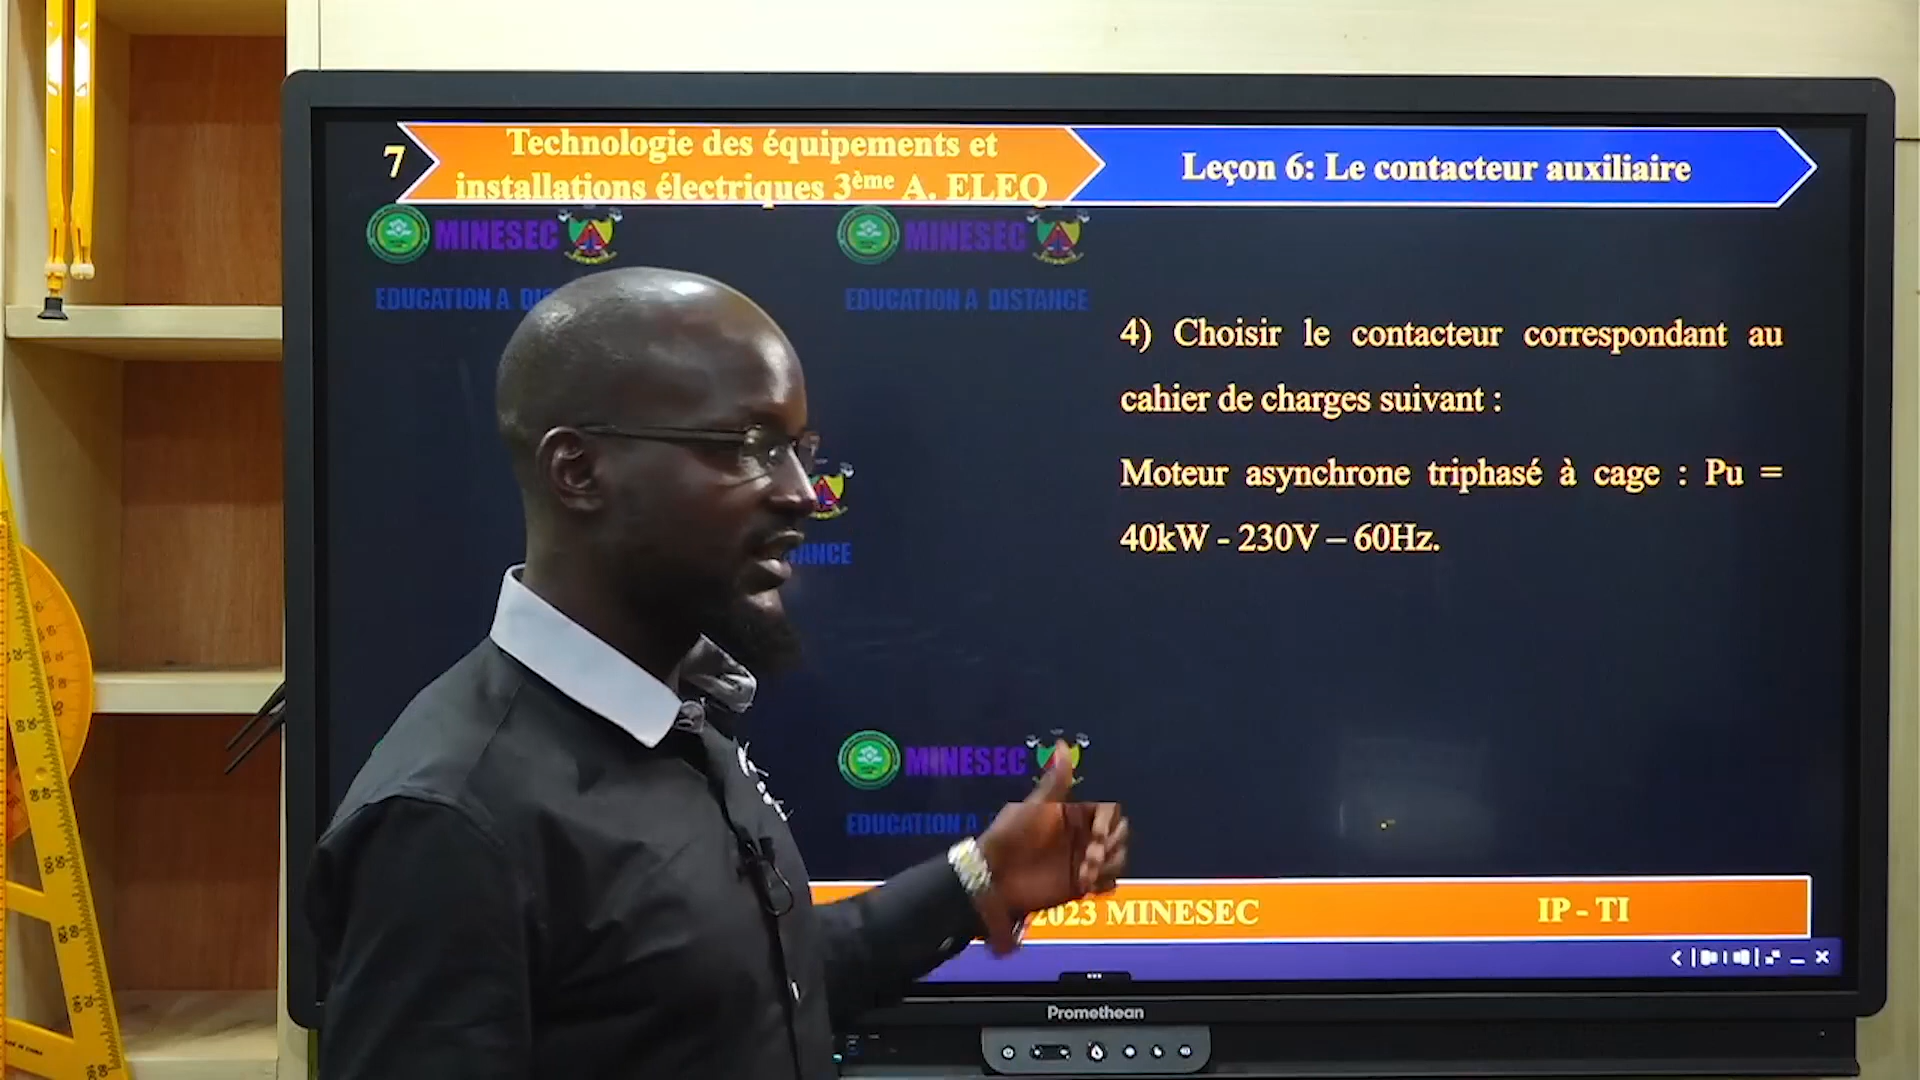 7
Technologie des équipements et
installations électriques 3ème A. ELEQ
Leçon 6: Le contacteur auxiliaire
MINESEC
MINESEC
EDUCATION A
EDUCATION A DISTANCE
4) Choisir le contacteur correspondant au
cahier de charges suivant :
Moteur asynchrone triphasé à cage : Pu =
40kW - 230V – 60Hz.
MINESEC
EDUCATION A
2023 MINESEC
IP - TI
Promethean